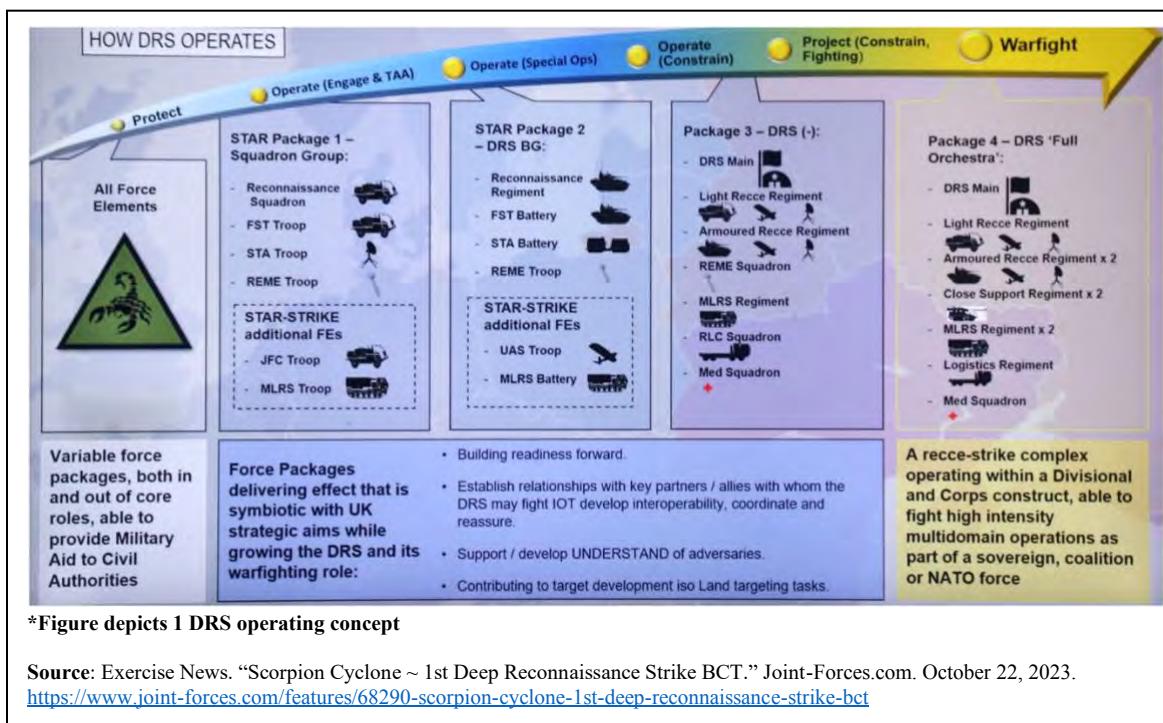 HOW DRS OPERATES
Protect
Operate (Engage & TAA)
Operate (Special Ops)
Operate
(Constrain)
Project (Constrain,
Fighting)
Warfight
All Force
Elements
STAR Package 1 –
Squadron Group:
- Reconnaissance
Squadron
- FST Troop
- STA Troop
- REME Troop
STAR-STRIKE
additional FEs
- JFC Troop
- MLRS Troop
STAR Package 2
– DRS BG:
- Reconnaissance
Regiment
- FST Battery
- STA Battery
- REME Troop
STAR-STRIKE
additional FEs
- UAS Troop
- MLRS Battery
Package 3 – DRS (-):
- DRS Main
- Light Recce Regiment
- Armoured Recce Regiment
- REME Squadron
- MLRS Regiment
- RLC Squadron
- Med Squadron
Package 4 – DRS ‘Full
Orchestra’:
- DRS Main
- Light Recce Regiment
- Armoured Recce Regiment x 2
- Close Support Regiment x 2
- MLRS Regiment x 2
- Logistics Regiment
- Med Squadron
Variable force
packages, both in
and out of core
roles, able to
provide Military
Aid to Civil
Authorities
Force Packages
delivering effect that is
symbiotic with UK
strategic aims while
growing the DRS and its
warfighting role:
• Building readiness forward.
• Establish relationships with key partners / allies with whom the
DRS may fight IOT develop interoperability, coordinate and
reassure.
• Support / develop UNDERSTAND of adversaries.
• Contributing to target development iso Land targeting tasks.
A recce-strike complex
operating within a Divisional
and Corps construct, able to
fight high intensity
multidomain operations as
part of a sovereign, coalition
or NATO force
*Figure depicts 1 DRS operating concept
Source: Exercise News. “Scorpion Cyclone ~ 1st Deep Reconnaissance Strike BCT.” Joint-Forces.com. October 22, 2023.
https://www.joint-forces.com/features/68290-scorpion-cyclone-1st-deep-reconnaissance-strike-bct